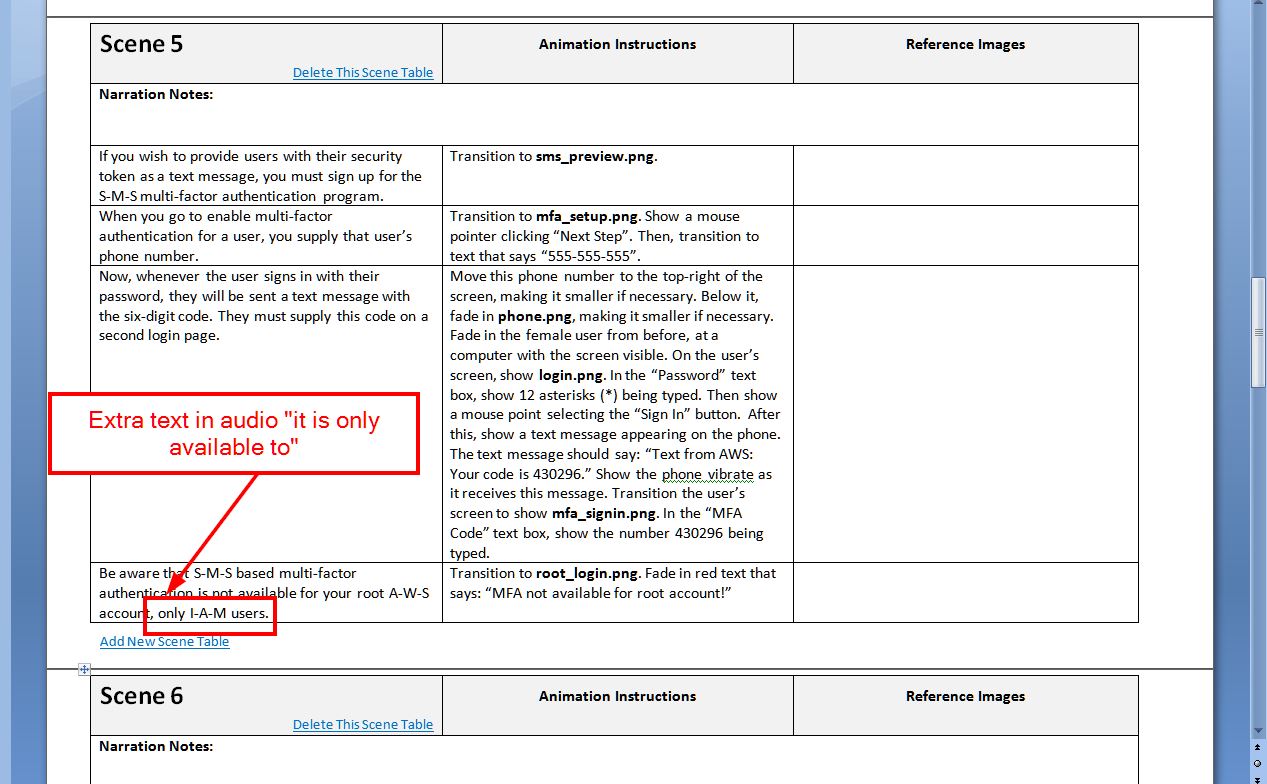 Scene 5
Delete This Scene Table
Animation Instructions
Reference Images
Narration Notes:
If you wish to provide users with their security
token as a text message, you must sign up for the
S-M-S multi-factor authentication program.
Transition to sms_preview.png.
When you go to enable multi-factor
authentication for a user, you supply that user’s
phone number.
Transition to mfa_setup.png. Show a mouse
pointer clicking “Next Step”. Then, transition to
text that says “555-555-555”.
Now, whenever the user signs in with their
password, they will be sent a text message with
the six-digit code. They must supply this code on a
second login page.
Move this phone number to the top-right of the
screen, making it smaller if necessary. Below it,
fade in phone.png, making it smaller if necessary.
Fade in the female user from before, at a
computer with the screen visible. On the user’s
screen, show login.png. In the “Password” text
box, show 12 asterisks (*) being typed. Then show
a mouse point selecting the “Sign In” button. After
this, show a text message appearing on the phone.
The text message should say: “Text from AWS:
Your code is 430296.” Show the phone vibrate as
it receives this message. Transition the user’s
screen to show mfa_signin.png. In the “MFA
Code” text box, show the number 430296 being
typed.
Extra text in audio "it is only
available to"
Be aware that S-M-S based multi-factor
authentication is not available for your root A-W-S
account, only I-A-M users.
Transition to root_login.png. Fade in red text that
says: “MFA not available for root account!”
Add New Scene Table
Scene 6
Delete This Scene Table
Animation Instructions
Reference Images
Narration Notes: